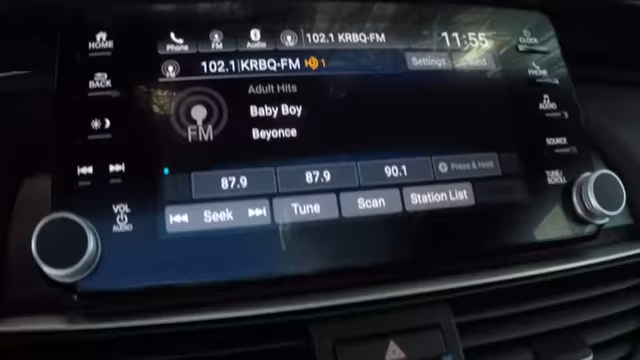 HOME
Phone
FM
Audio
102.1 KRBQ-FM
11:55
CLOCK
102.1|KRBQ-FM HD 1
Settings
BACK
PHONE
Adult Hits
Baby Boy
FM
Beyonce
AUDIO
SOURCE
87.9
87.9
90.1
Press & Hold
TUNE/
SCROLL
VOL
AUDIO
Seek
Tune
Scan
Station List